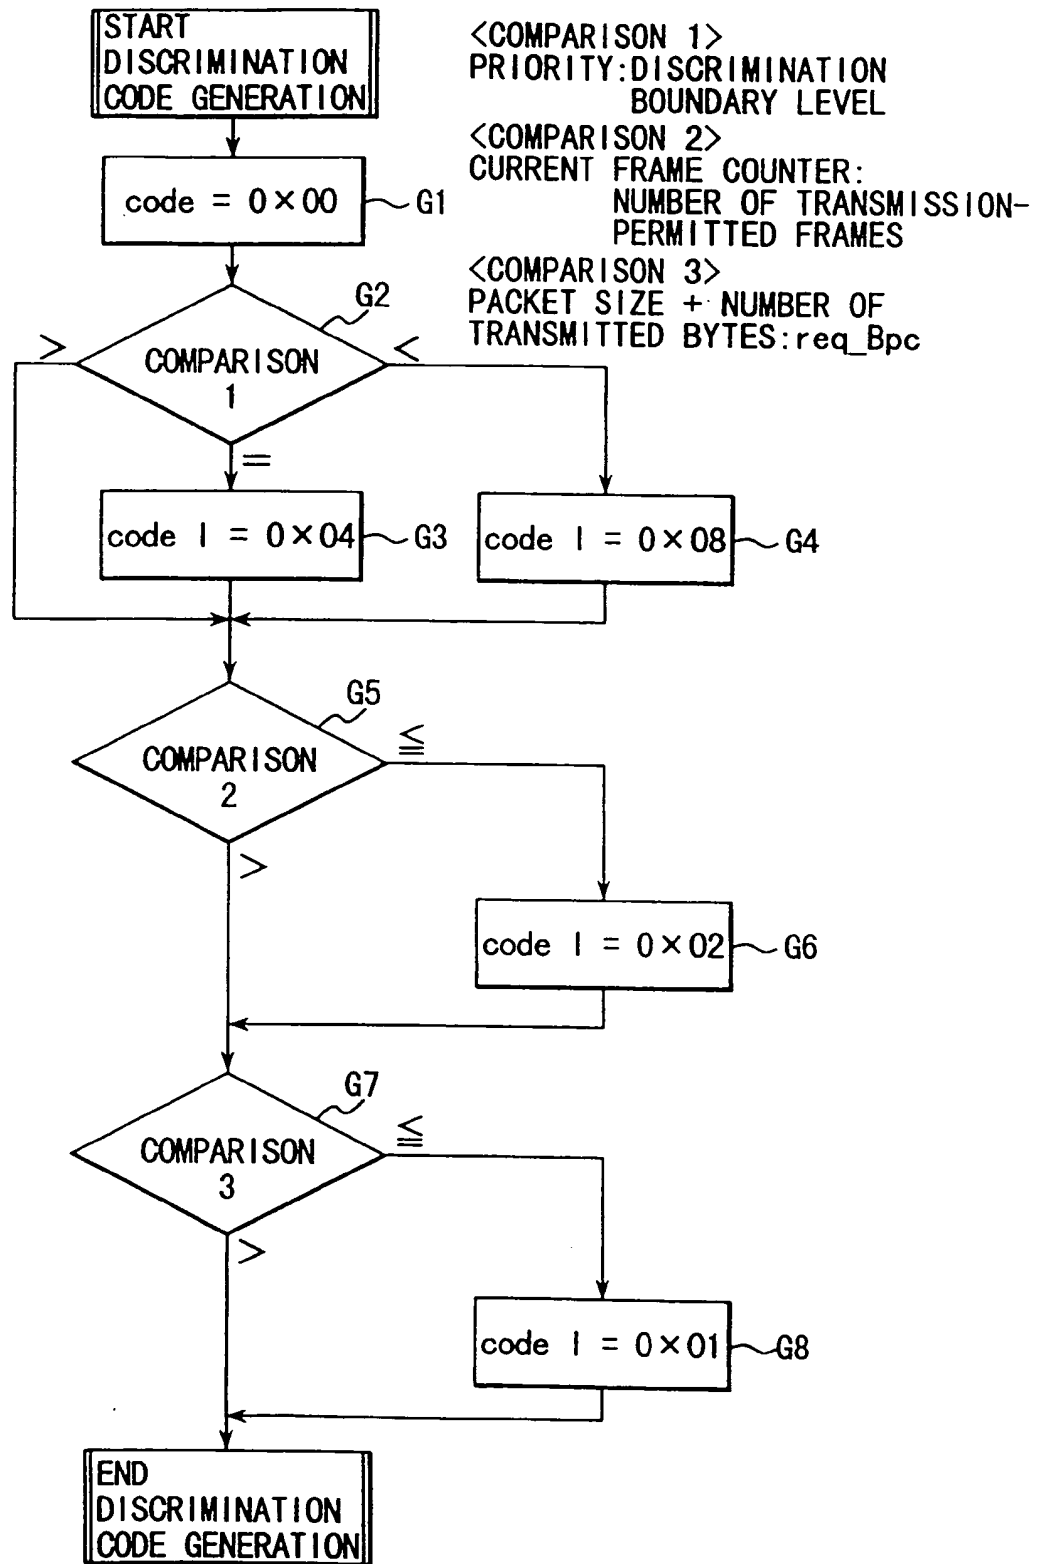 START
DISCRIMINATION
CODE GENERATION
<COMPARISON 1>
PRIORITY:DISCRIMINATION
BOUNDARY LEVEL
<COMPARISON 2>
CURRENT FRAME COUNTER:
NUMBER OF TRANSMISSION-
PERMITTED FRAMES
<COMPARISON 3>
PACKET SIZE + NUMBER OF
TRANSMITTED BYTES:req_Bpc
code = 0×00
G1
G2
>
COMPARISON
1
<
=
code | = 0×04
G3
code | = 0×08
G4
G5
COMPARISON
2
≦
>
code | = 0×02
G6
G7
COMPARISON
3
≦
>
code | = 0×01
G8
END
DISCRIMINATION
CODE GENERATION